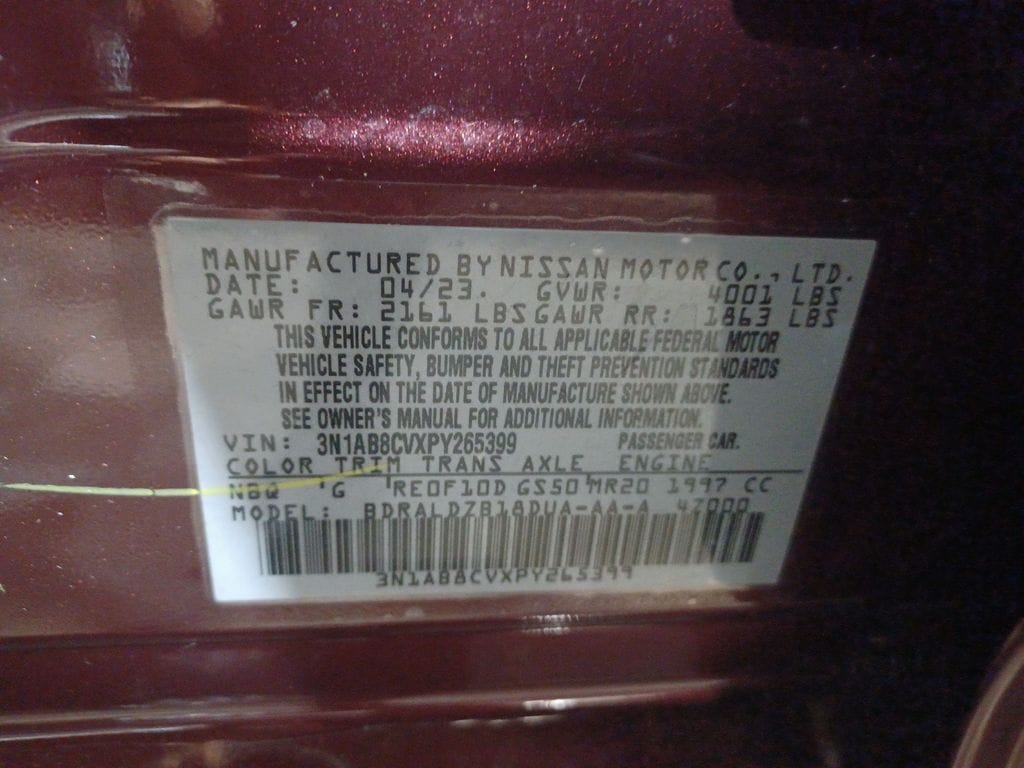 MANUFACTURED BY NISSAN MOTOR CO., LTD.
DATE: 04/23. GVWR: 4001 LBS
GAWR FR: 2161 LBS GAWR RR: 1863 LBS
THIS VEHICLE CONFORMS TO ALL APPLICABLE FEDERAL MOTOR
VEHICLE SAFETY, BUMPER AND THEFT PREVENTION STANDARDS
IN EFFECT ON THE DATE OF MANUFACTURE SHOWN ABOVE.
SEE OWNER'S MANUAL FOR ADDITIONAL INFORMATION.
VIN: 3N1AB8CVXPY265399 PASSENGER CAR.
COLOR TRIM TRANS AXLE ENGINE
NBQ G RE0F10D GS50 MR20 1997 CC
MODEL: BDRALDZB18DUA-AA-A 47000
3N1AB8CVXPY265399